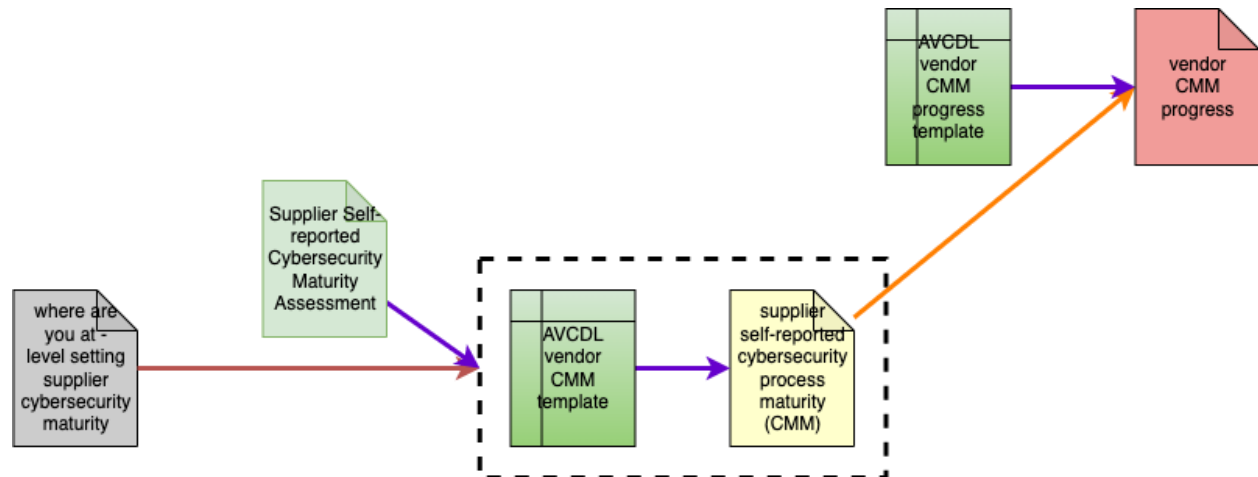 AVCDL
vendor
CMM
progress
template
vendor
CMM
progress
Supplier Self-
reported
Cybersecurity
Maturity
Assessment
where are
you at -
level setting
supplier
cybersecurity
maturity
AVCDL
vendor
CMM
template
supplier
self-reported
cybersecurity
process
maturity
(CMM)